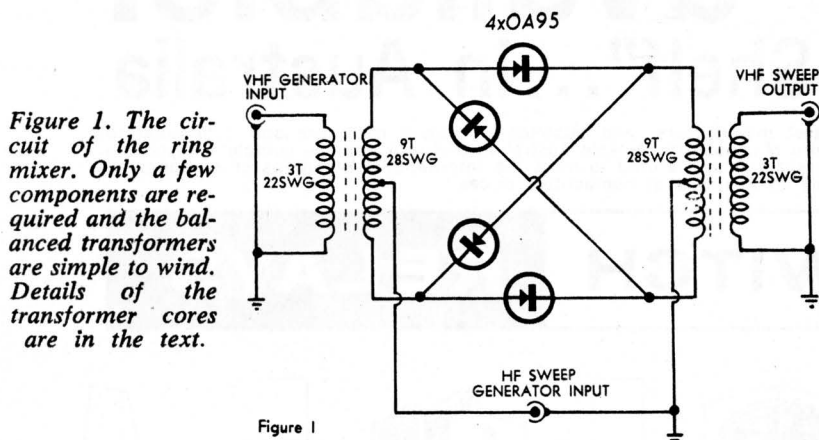 4xOA95
VHF GENERATOR
INPUT
VHF SWEEP
OUTPUT
Figure 1. The cir-
cuit of the ring
mixer. Only a few
components are re-
quired and the bal-
anced transformers
are simple to wind.
Details of the
transformer cores
are in the text.
3T
22SWG
9T
28SWG
9T
28SWG
3T
22SWG
HF SWEEP
GENERATOR INPUT
Figure 1